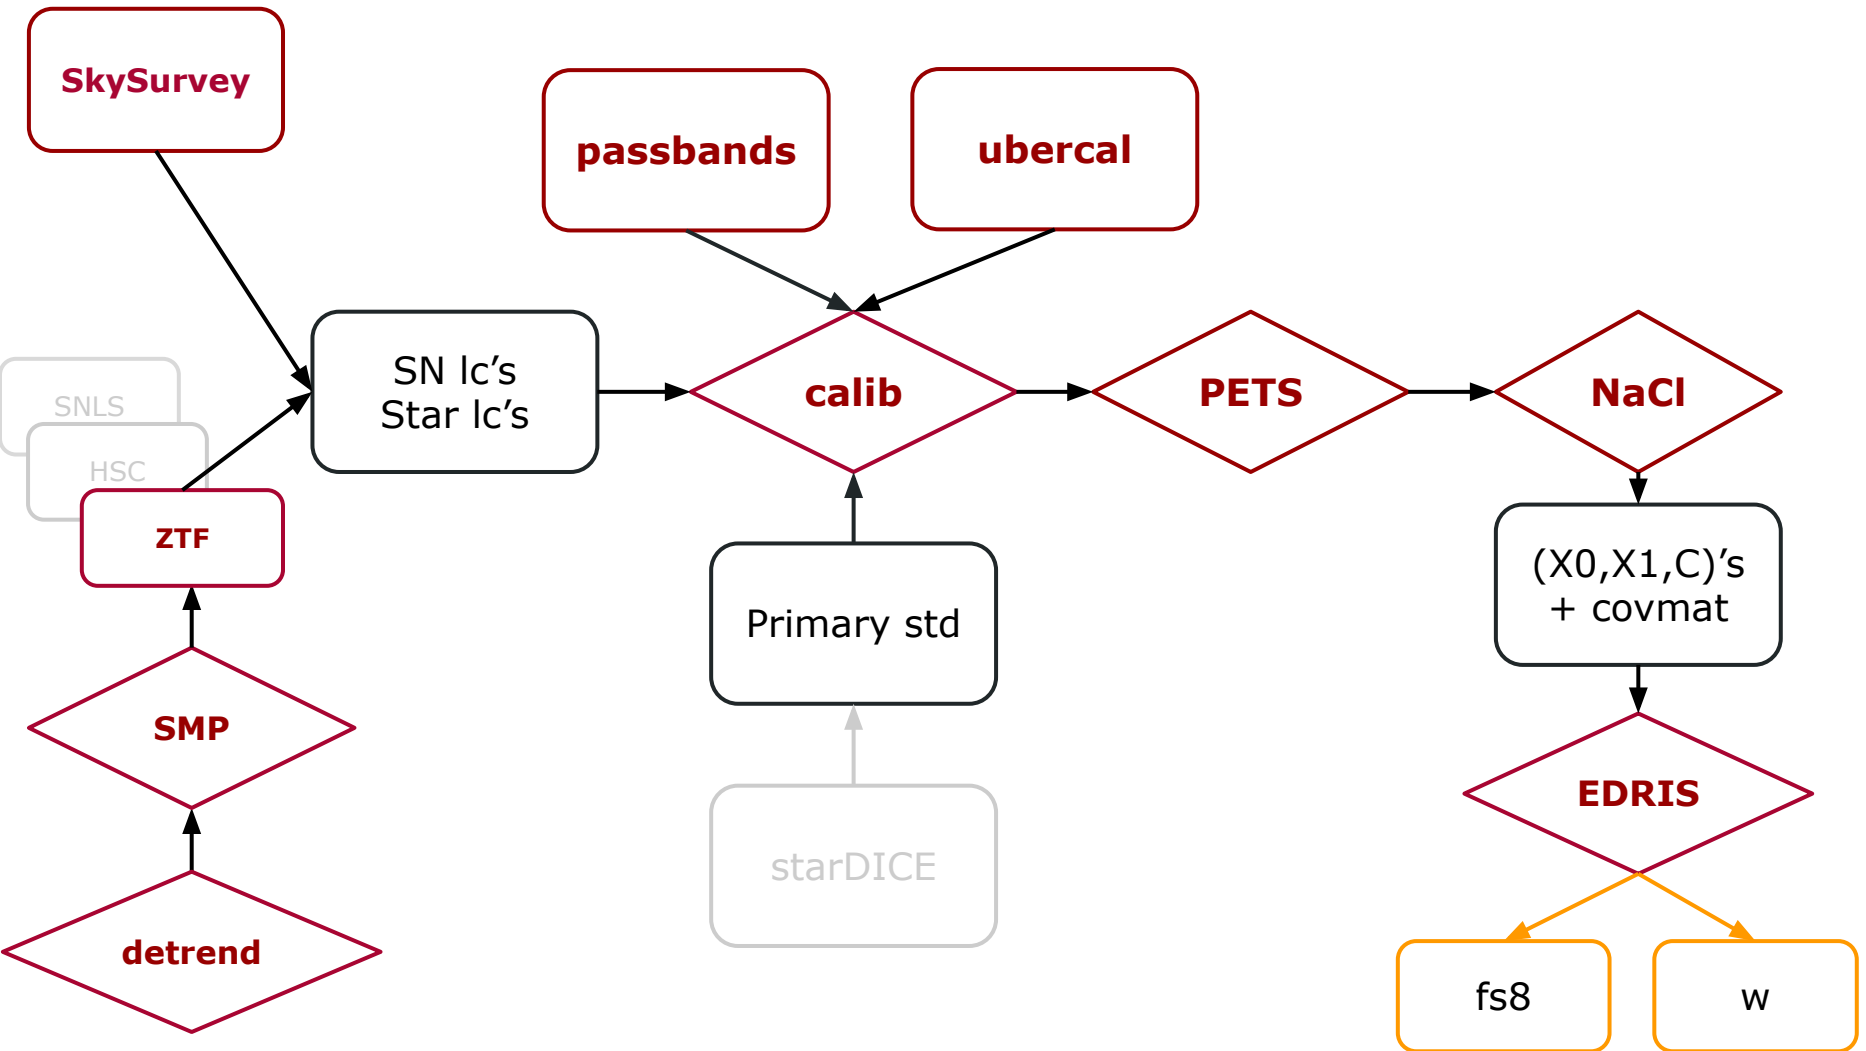 SkySurvey
passbands
ubercal
SNLS
HSC
ZTF
SN lc’s
Star lc’s
calib
PETS
NaCl
(X0,X1,C)’s
+ covmat
Primary std
SMP
EDRIS
starDICE
detrend
fs8
w